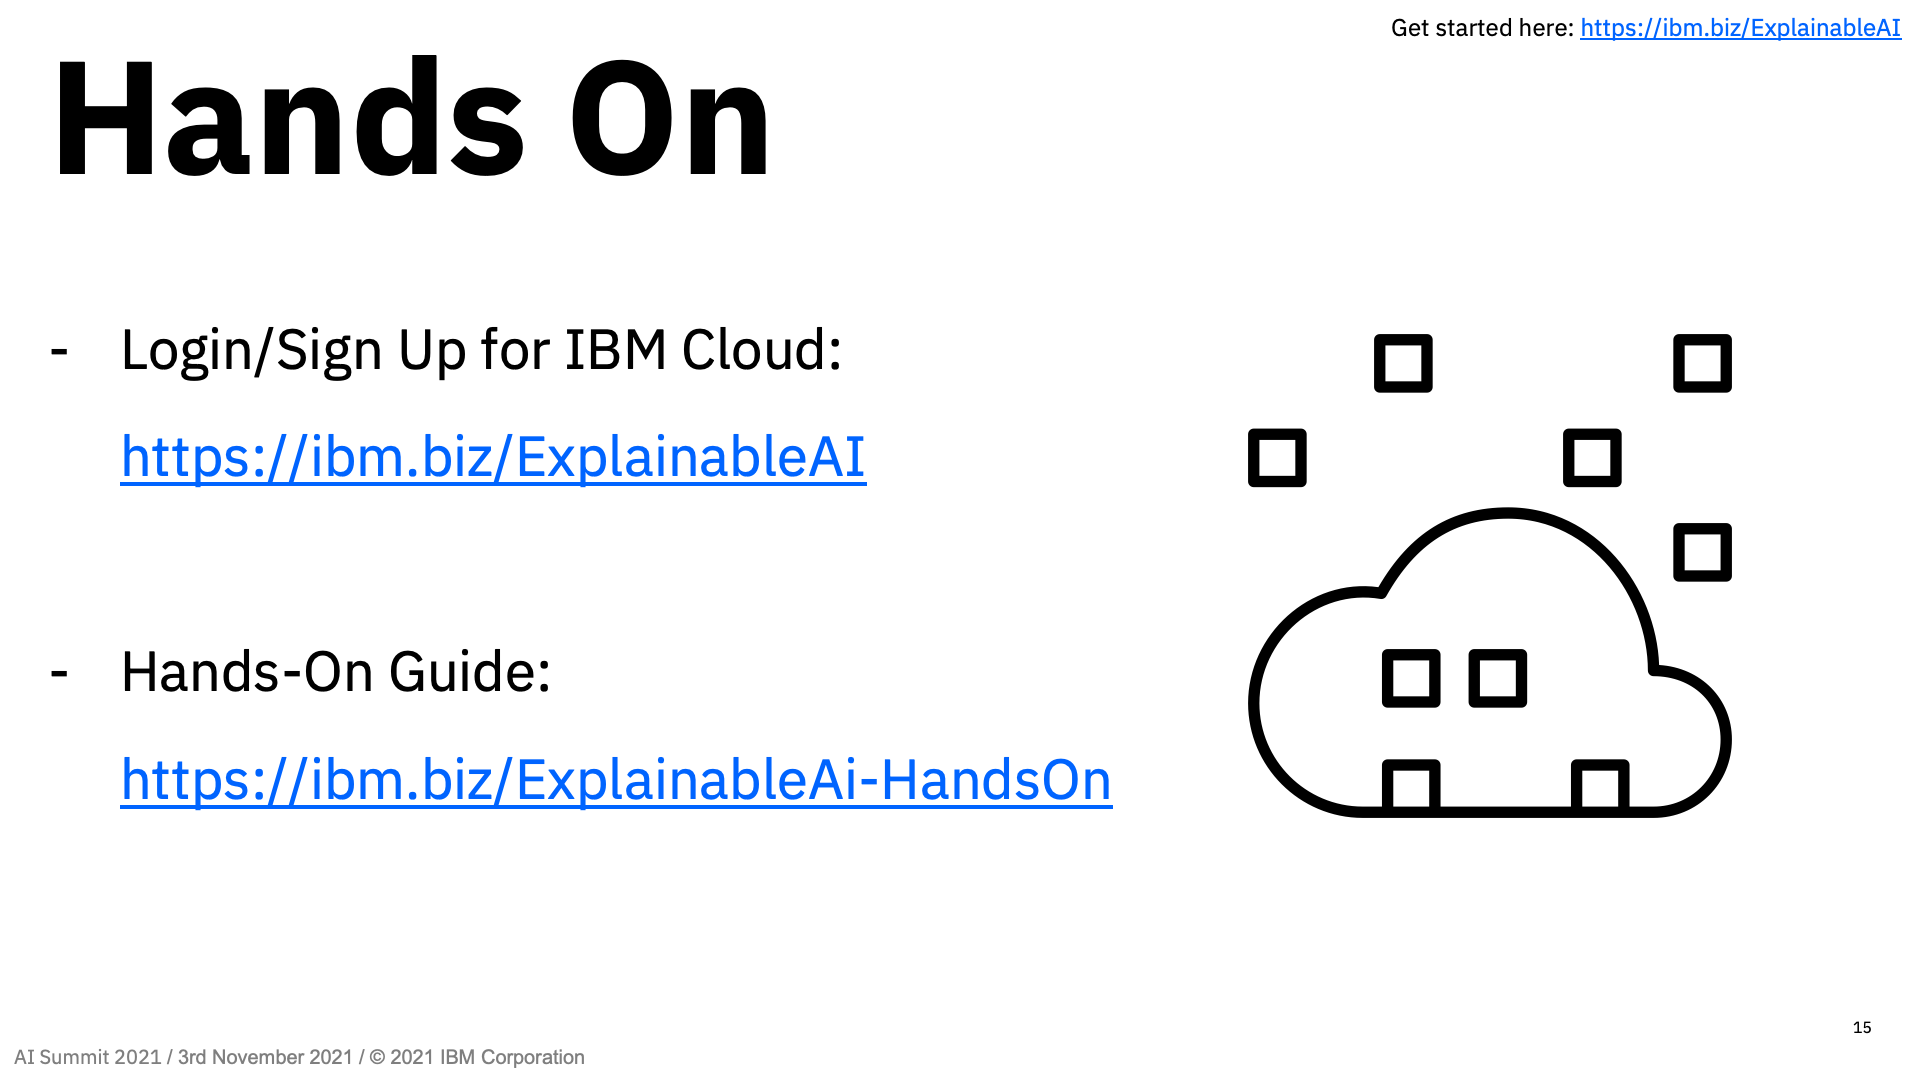 Get started here: https://ibm.biz/ExplainableAI
Hands On
- Login/Sign Up for IBM Cloud:
https://ibm.biz/ExplainableAI
- Hands-On Guide:
https://ibm.biz/ExplainableAi-HandsOn
15
AI Summit 2021 / 3rd November 2021 / © 2021 IBM Corporation